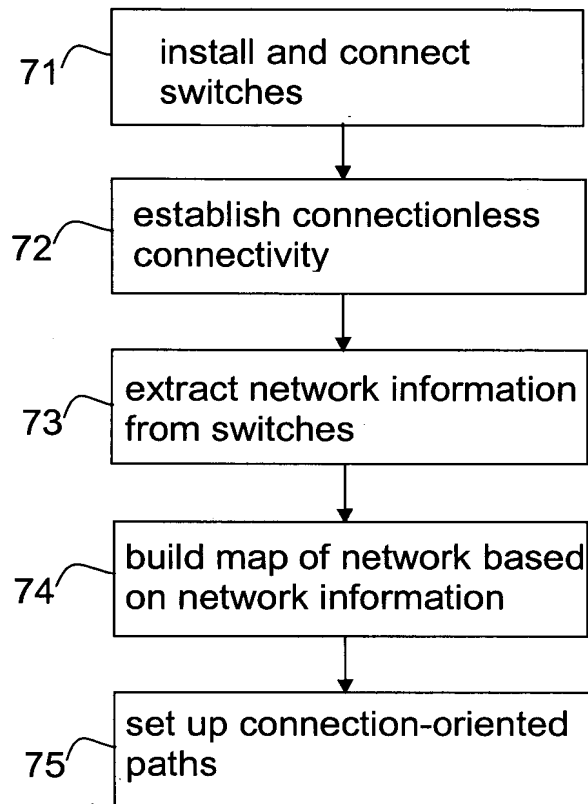 71
install and connect
switches
72
establish connectionless
connectivity
73
extract network information
from switches
74
build map of network based
on network information
75
set up connection-oriented
paths